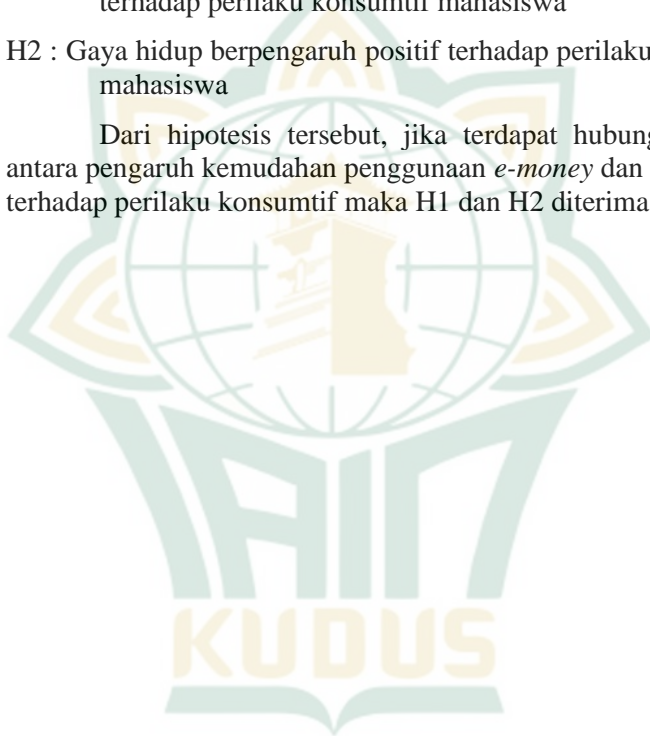 terhadap perilaku konsumtif mahasiswa
H2 : Gaya hidup berpengaruh positif terhadap perilaku
mahasiswa
Dari hipotesis tersebut, jika terdapat
antara pengaruh kemudahan penggunaan e-money dan
terhadap perilaku konsumtif maka H1 dan H2 diterima
IAIN
KUDUS